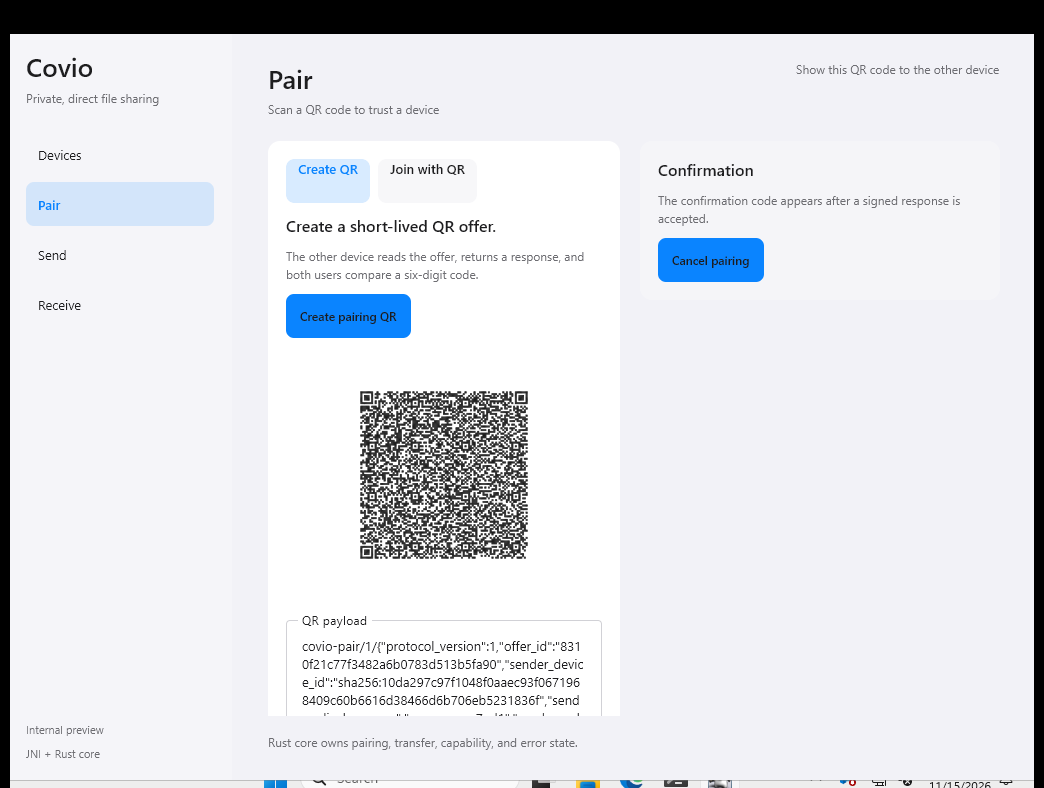 Covio
Private, direct file sharing
Devices
Pair
Send
Receive
Internal preview
JNI + Rust core
Pair
Scan a QR code to trust a device
Show this QR code to the other device
Create QR
Join with QR
Create a short-lived QR offer.
The other device reads the offer, returns a response, and
both users compare a six-digit code.
Create pairing QR
QR payload
covio-pair/1/{"protocol_version":1,"offer_id":"831
0f21c77f3482a6b0783d513b5fa90","sender_devic
e_id":"sha256:10da297c97f1048f0aaec93f067196
8409c60b6616d38466d6b706eb5231836f","send
Confirmation
The confirmation code appears after a signed response is
accepted.
Cancel pairing
Rust core owns pairing, transfer, capability, and error state.
Search
11/15/2026